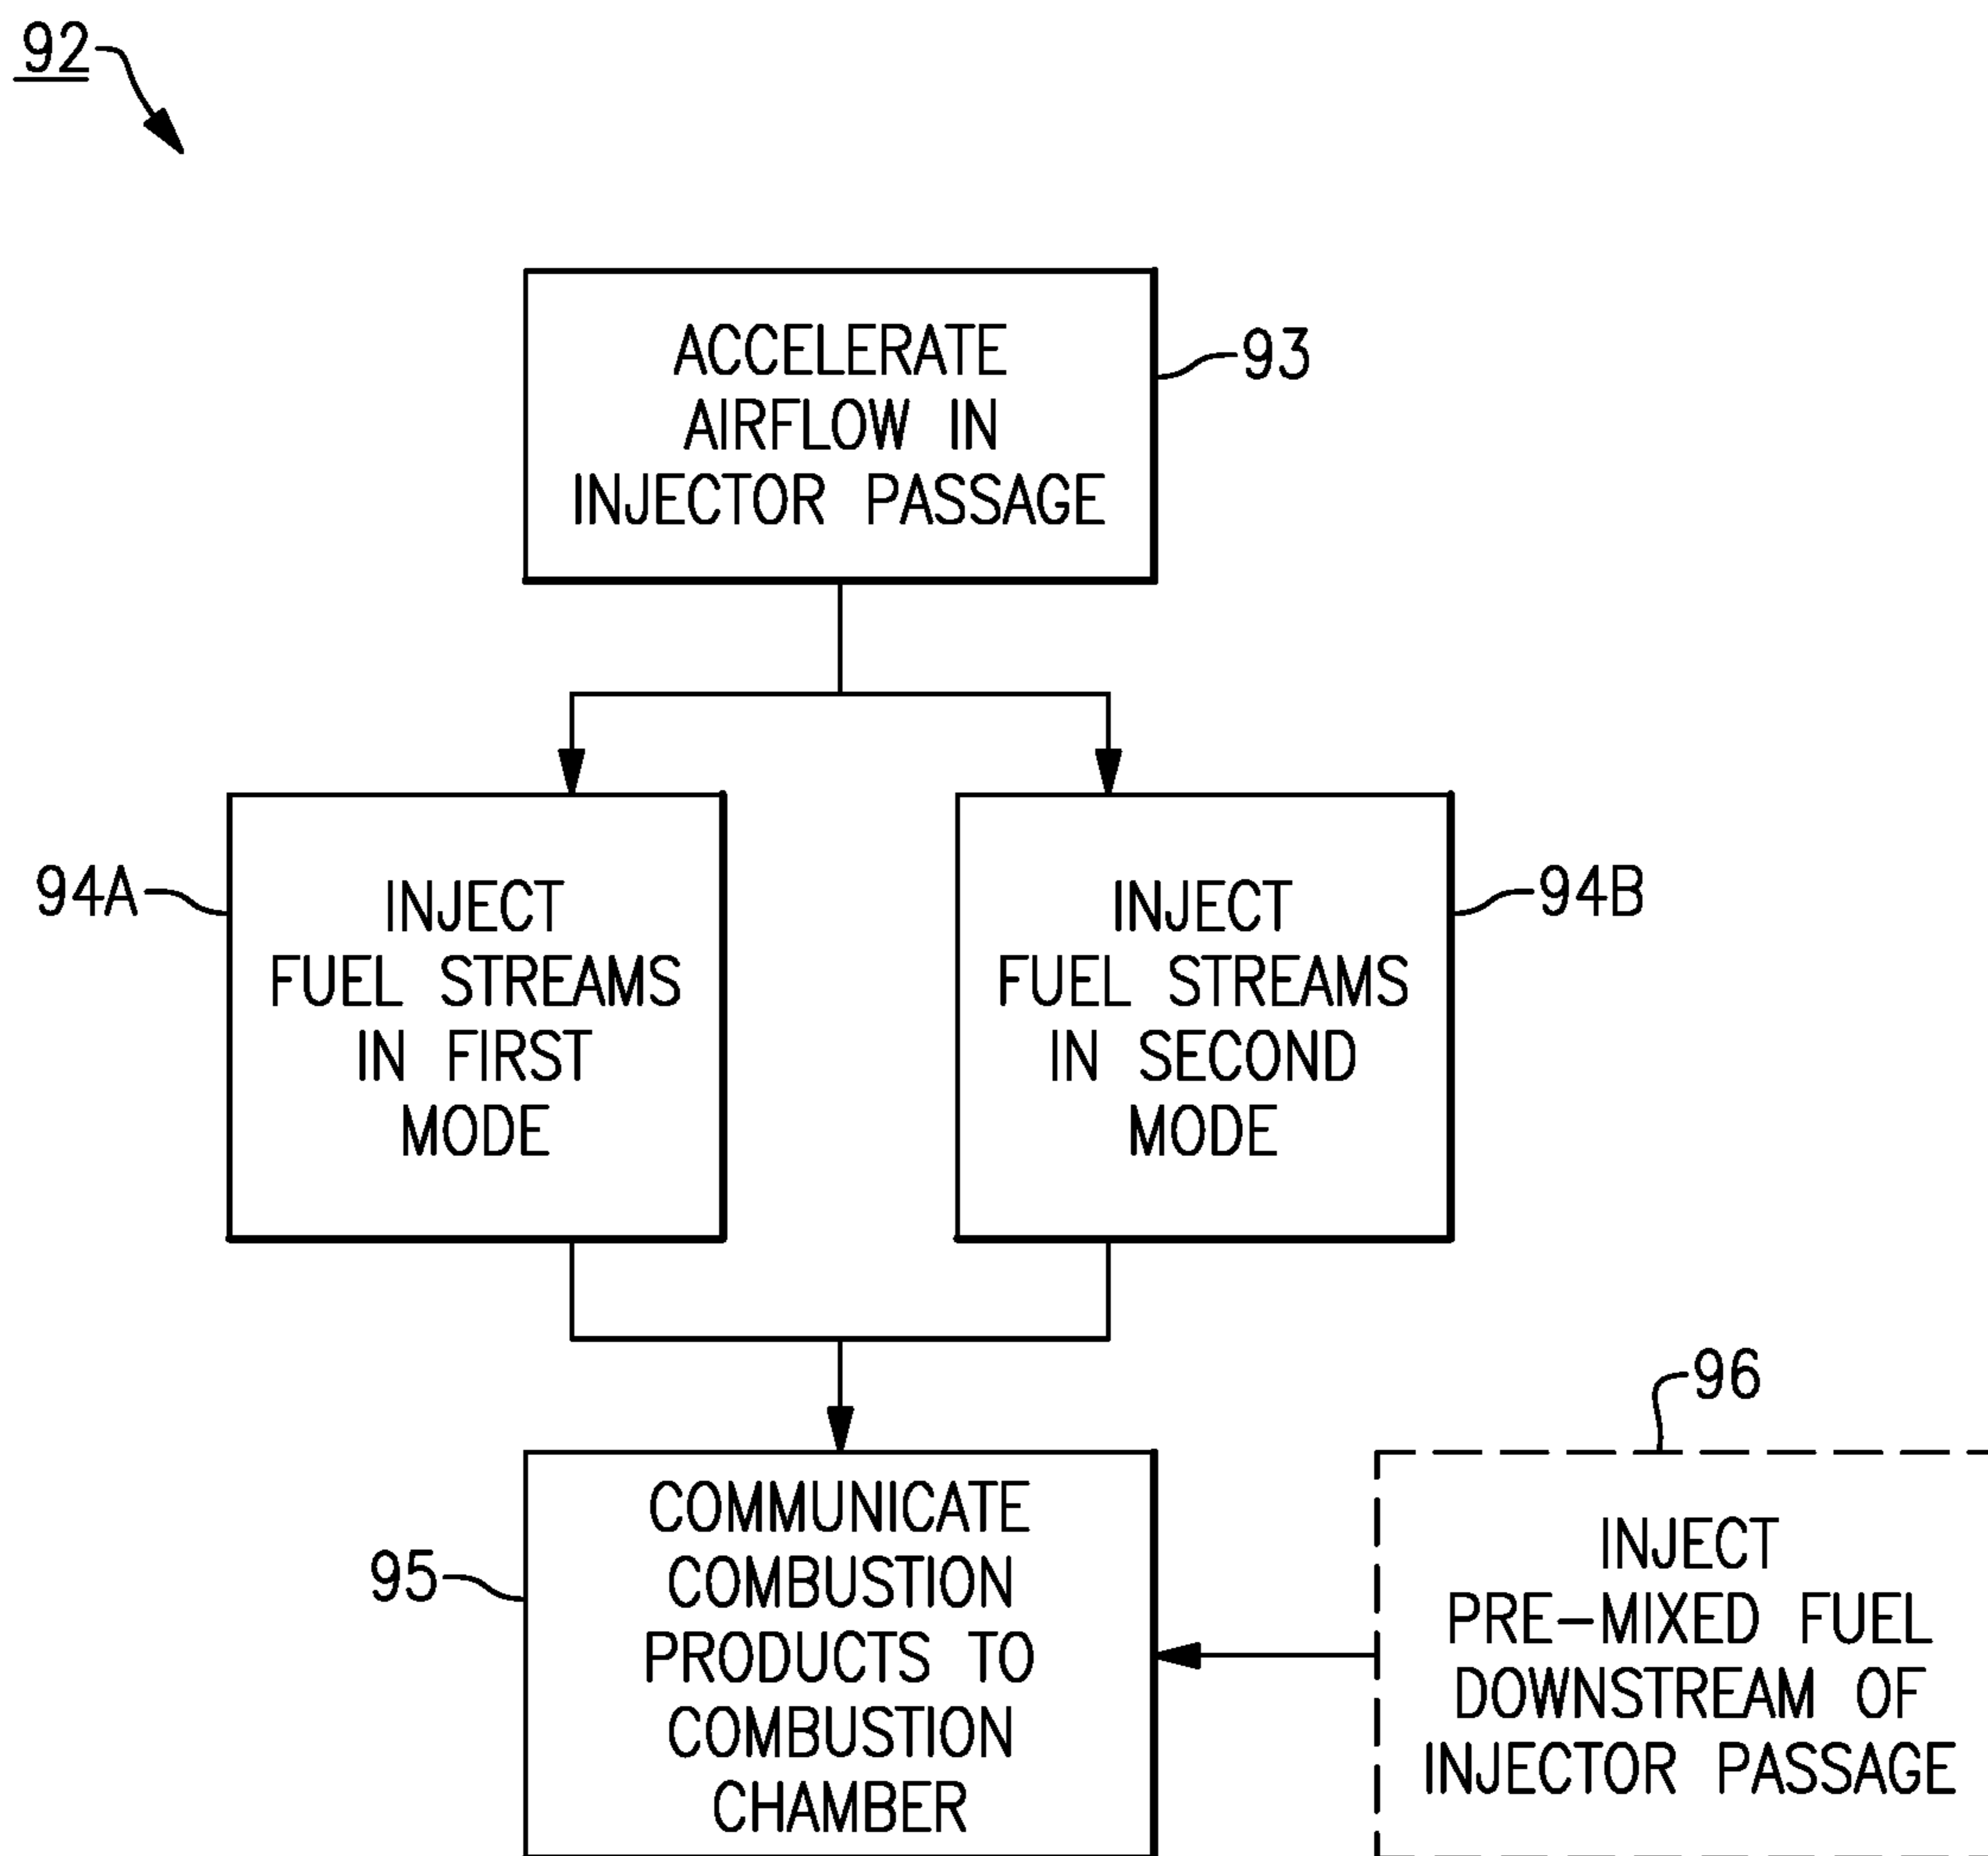 92
ACCELERATE
AIRFLOW IN
INJECTOR PASSAGE
93
94A
INJECT
FUEL STREAMS
IN FIRST
MODE
INJECT
FUEL STREAMS
IN SECOND
MODE
94B
95
COMMUNICATE
COMBUSTION
PRODUCTS TO
COMBUSTION
CHAMBER
96
INJECT
PRE-MIXED FUEL
DOWNSTREAM OF
INJECTOR PASSAGE